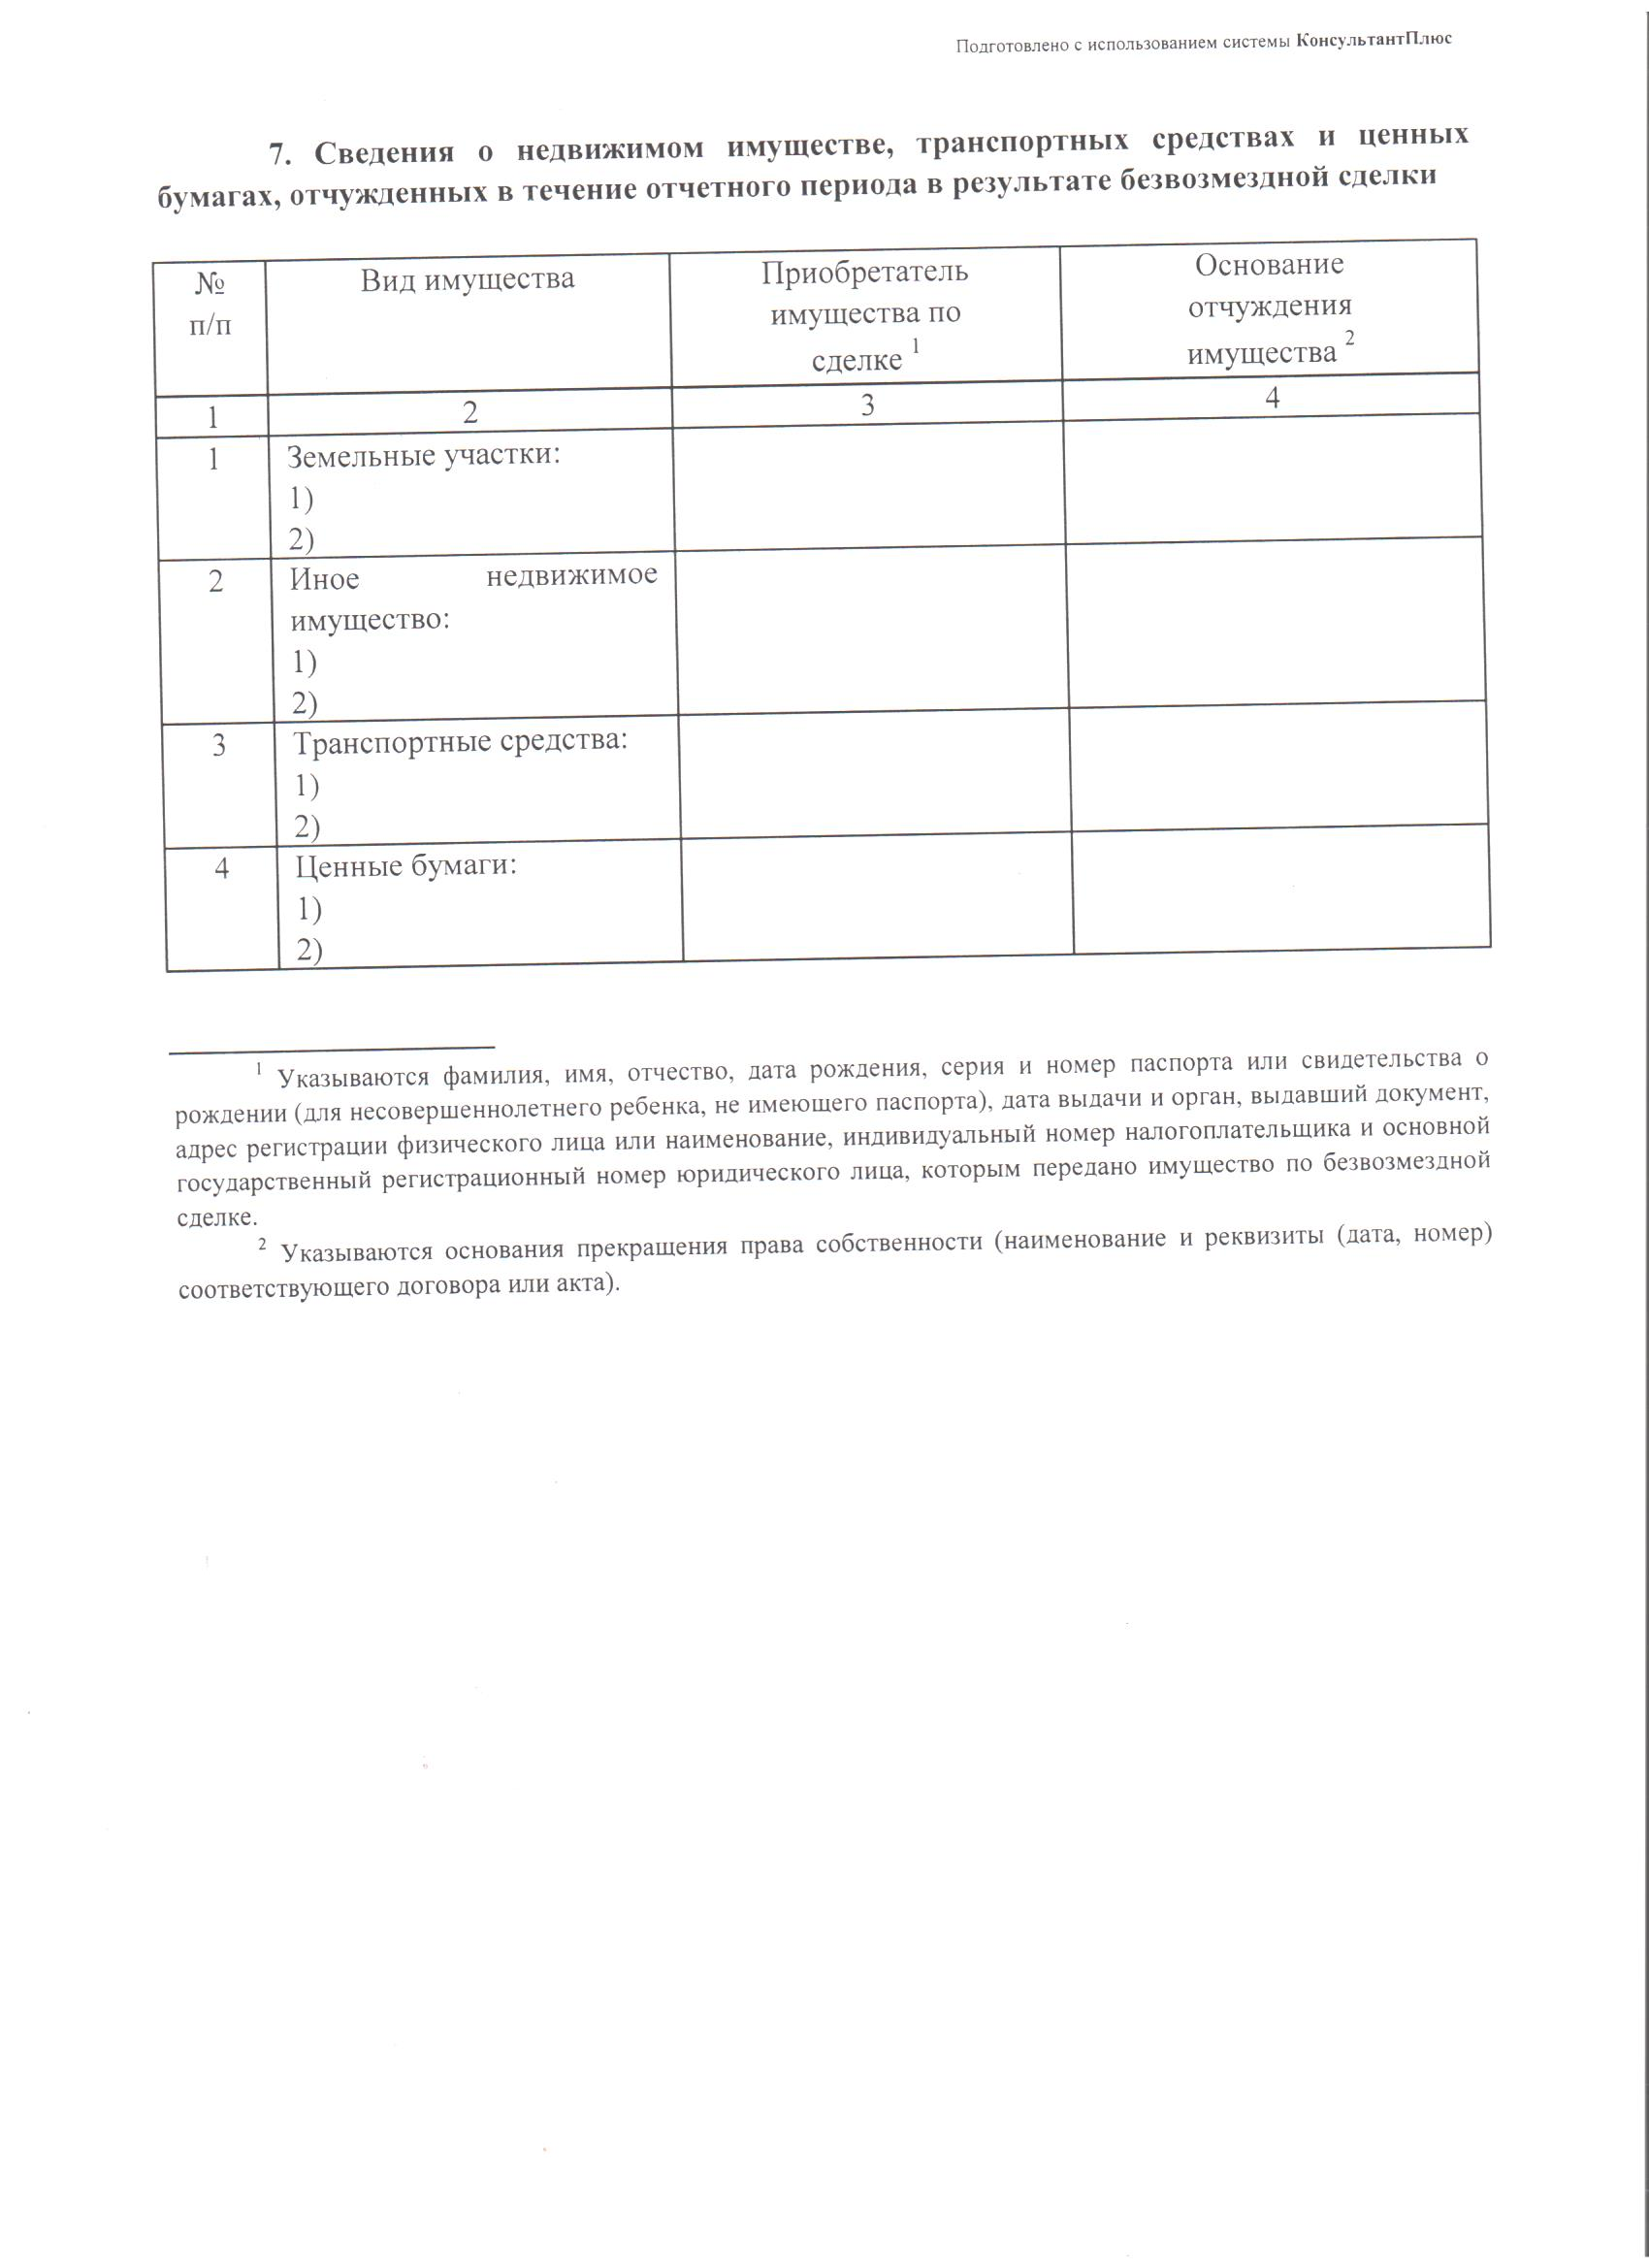 Подготовлено с использованием системы КонсультантПлюс
7. Сведения о недвижимом имуществе, транспортных средствах и ценных
бумагах, отчужденных в течение отчетного периода в результате безвозмездной сделки
№
п/п
Вид имущества
Приобретатель
имущества по
сделке 1
Основание
отчуждения
имущества 2
1
2
3
4
1
Земельные участки:
1)
2)
2
Иное недвижимое
имущество:
1)
2)
3
Транспортные средства:
1)
2)
4
Ценные бумаги:
1)
2)
1 Указываются фамилия, имя, отчество, дата рождения, серия и номер паспорта или свидетельства о
рождении (для несовершеннолетнего ребенка, не имеющего паспорта), дата выдачи и орган, выдавший документ,
адрес регистрации физического лица или наименование, индивидуальный номер налогоплательщика и основной
государственный регистрационный номер юридического лица, которым передано имущество по безвозмездной
сделке.
2 Указываются основания прекращения права собственности (наименование и реквизиты (дата, номер)
соответствующего договора или акта).